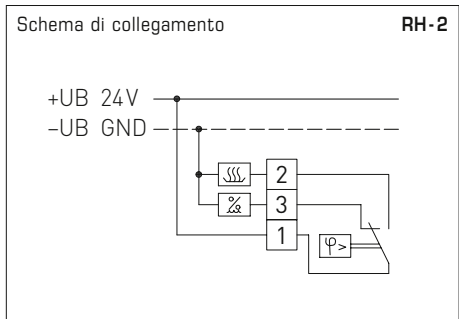 Schema di collegamento RH-2
+UB 24V
–UB GND
2
% 3
1
φ>